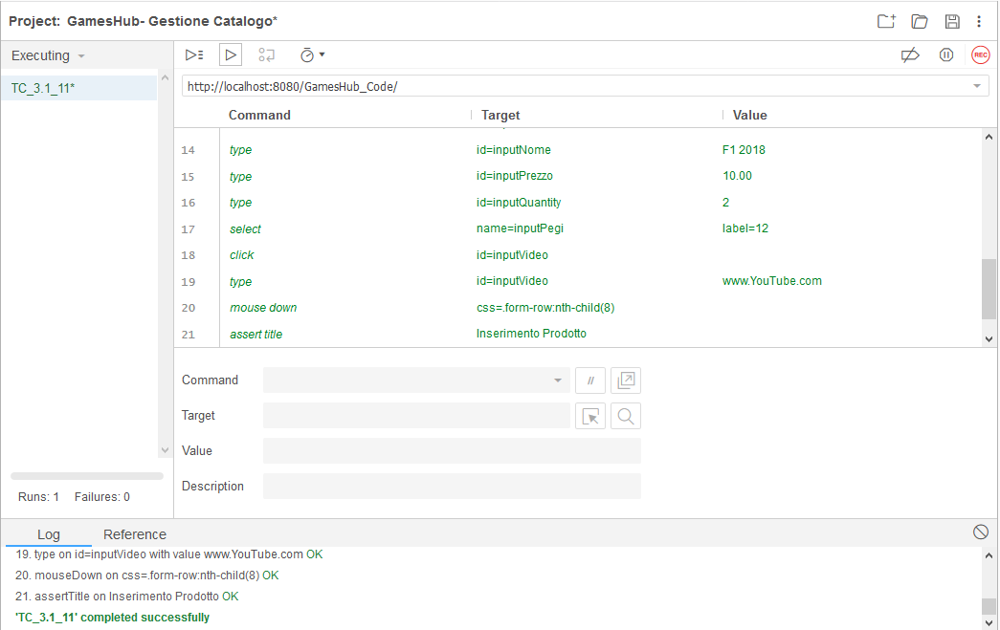 Project: GamesHub- Gestione Catalogo*
Executing
REC
TC_3.1_11*
http://localhost:8080/GamesHub_Code/
Command Target Value
14 type id=inputNome F1 2018
15 type id=inputPrezzo 10.00
16 type id=inputQuantity 2
17 select name=inputPegi label=12
18 click id=inputVideo
19 type id=inputVideo www.YouTube.com
20 mouse down css=.form-row:nth-child(8)
21 assert title Inserimento Prodotto
Command //
Target
Value
Description
Runs: 1 Failures: 0
Log Reference
19. type on id=inputVideo with value www.YouTube.com OK
20. mouseDown on css=.form-row:nth-child(8) OK
21. assertTitle on Inserimento Prodotto OK
'TC_3.1_11' completed successfully